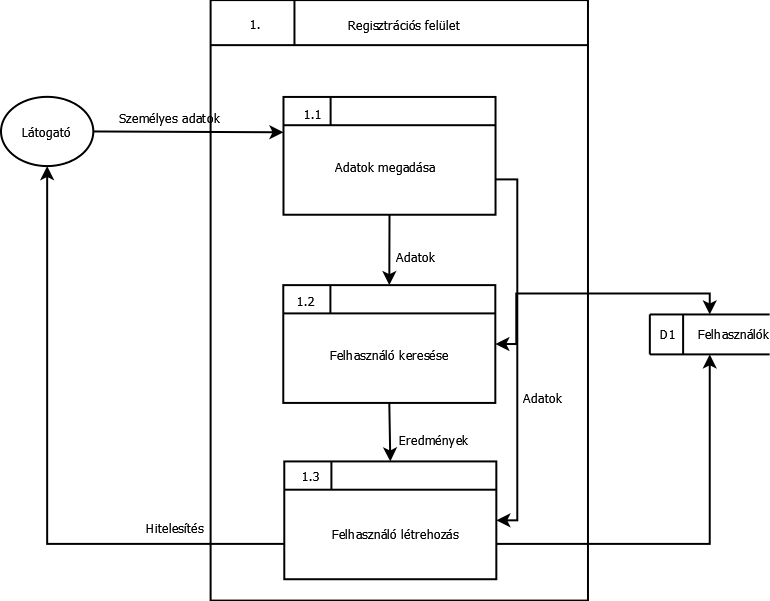 1. Regisztrációs felület
1.1
Személyes adatok
Látogató
Adatok megadása
Adatok
1.2
D1 Felhasználók
Felhasználó keresése
Adatok
Eredmények
1.3
Hitelesítés
Felhasználó létrehozás